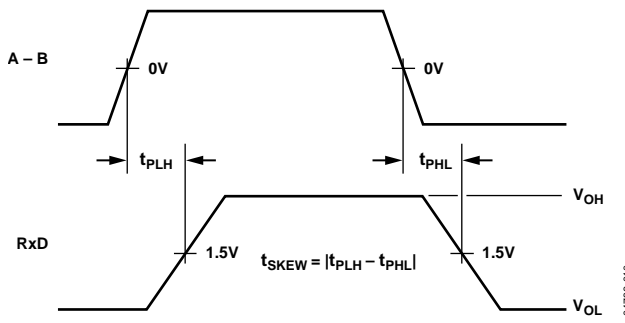 A – B
0V
0V
tPLH
tPHL
VOH
RxD
1.5V
tSKEW = |tPLH – tPHL|
1.5V
VOL